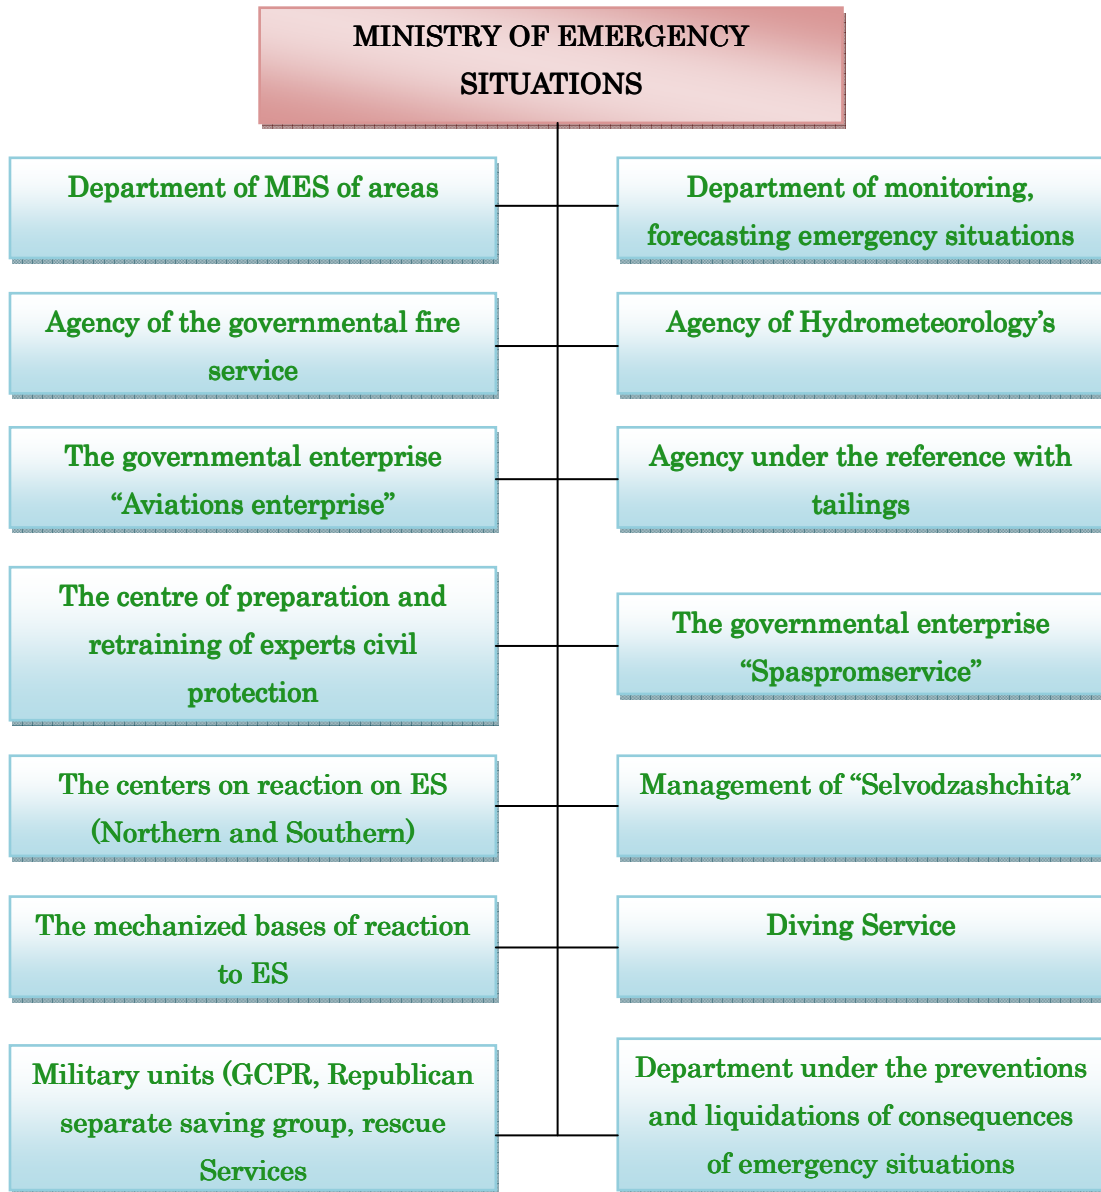 MINISTRY OF EMERGENCY
SITUATIONS
Department of MES of areas
Department of monitoring,
forecasting emergency situations
Agency of the governmental fire
service
Agency of Hydrometeorology’s
The governmental enterprise
“Aviations enterprise”
Agency under the reference with
tailings
The centre of preparation and
retraining of experts civil
protection
The governmental enterprise
“Spaspromservice”
The centers on reaction on ES
(Northern and Southern)
Management of “Selvodzashchita”
The mechanized bases of reaction
to ES
Diving Service
Military units (GCPR, Republican
separate saving group, rescue
Services
Department under the preventions
and liquidations of consequences
of emergency situations